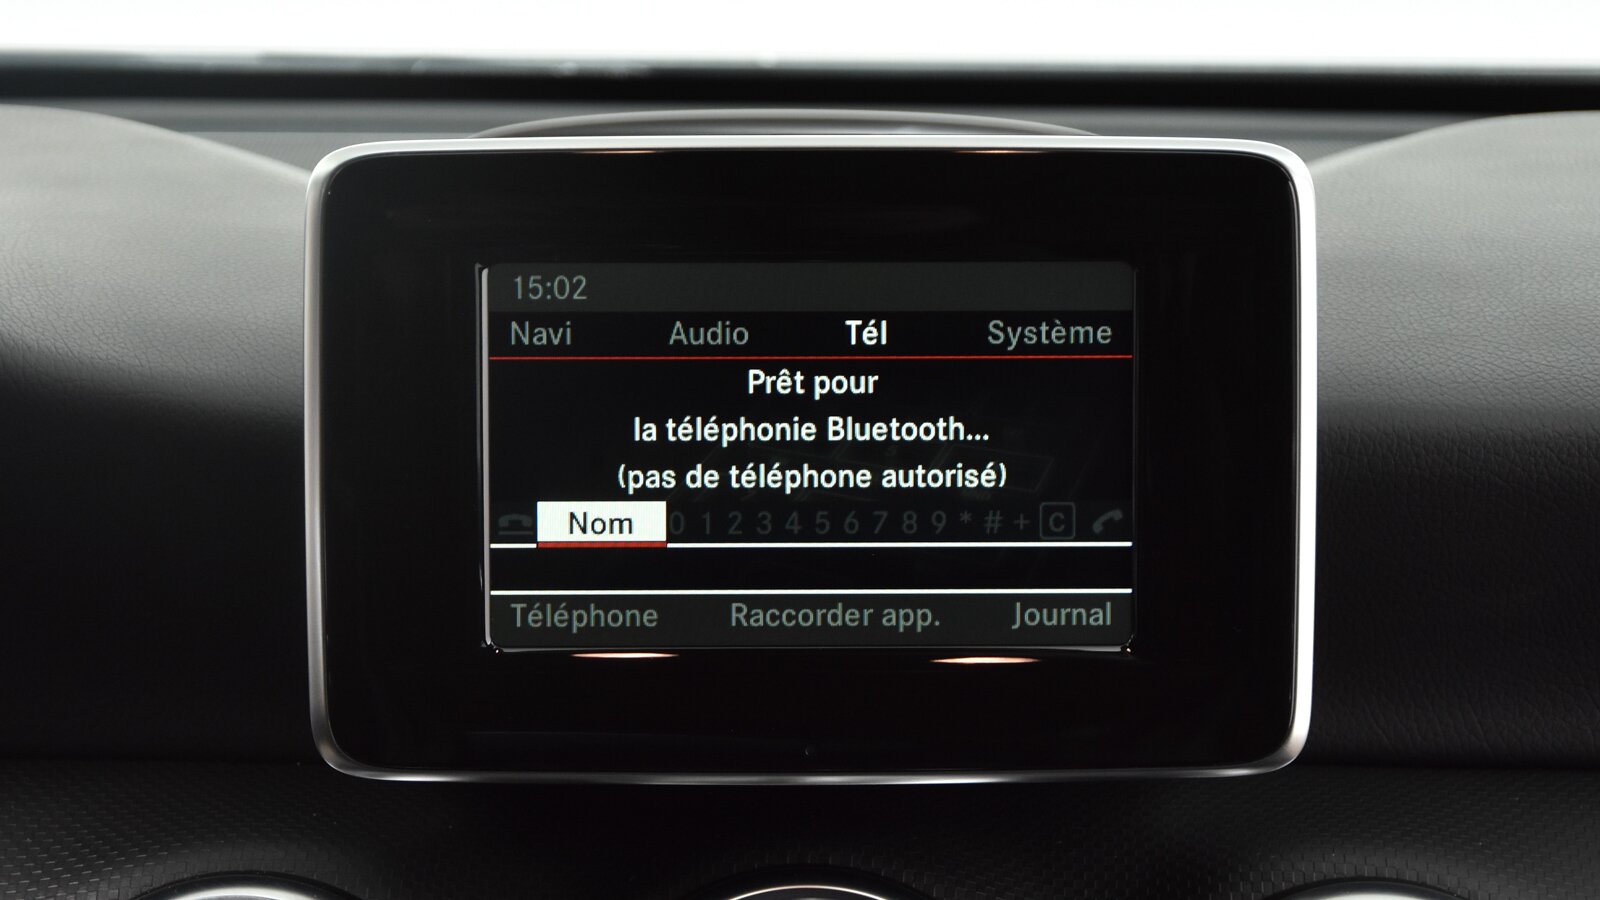 15:02
Navi Audio Tél Système
Prêt pour
la téléphonie Bluetooth...
(pas de téléphone autorisé)
Nom 0 1 2 3 4 5 6 7 8 9 * # + C
Téléphone Raccorder app. Journal